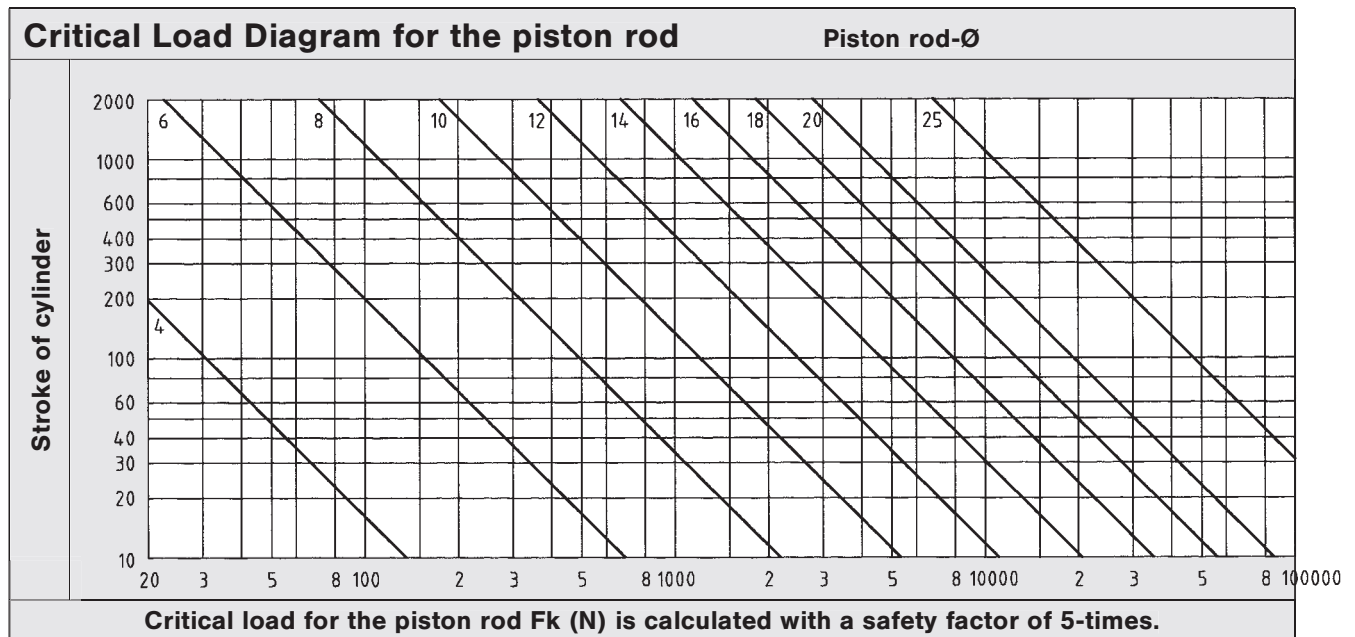 Critical Load Diagram for the piston rod Piston rod-Ø
Stroke of cylinder
2000
1000
600
400
300
200
100
60
40
30
20
10
6 8 10 12 14 16 18 20 25
4
20 3 5 8 100 2 3 5 8 1000 2 3 5 8 10000 2 3 5 8 100000
Critical load for the piston rod Fk (N) is calculated with a safety factor of 5-times.